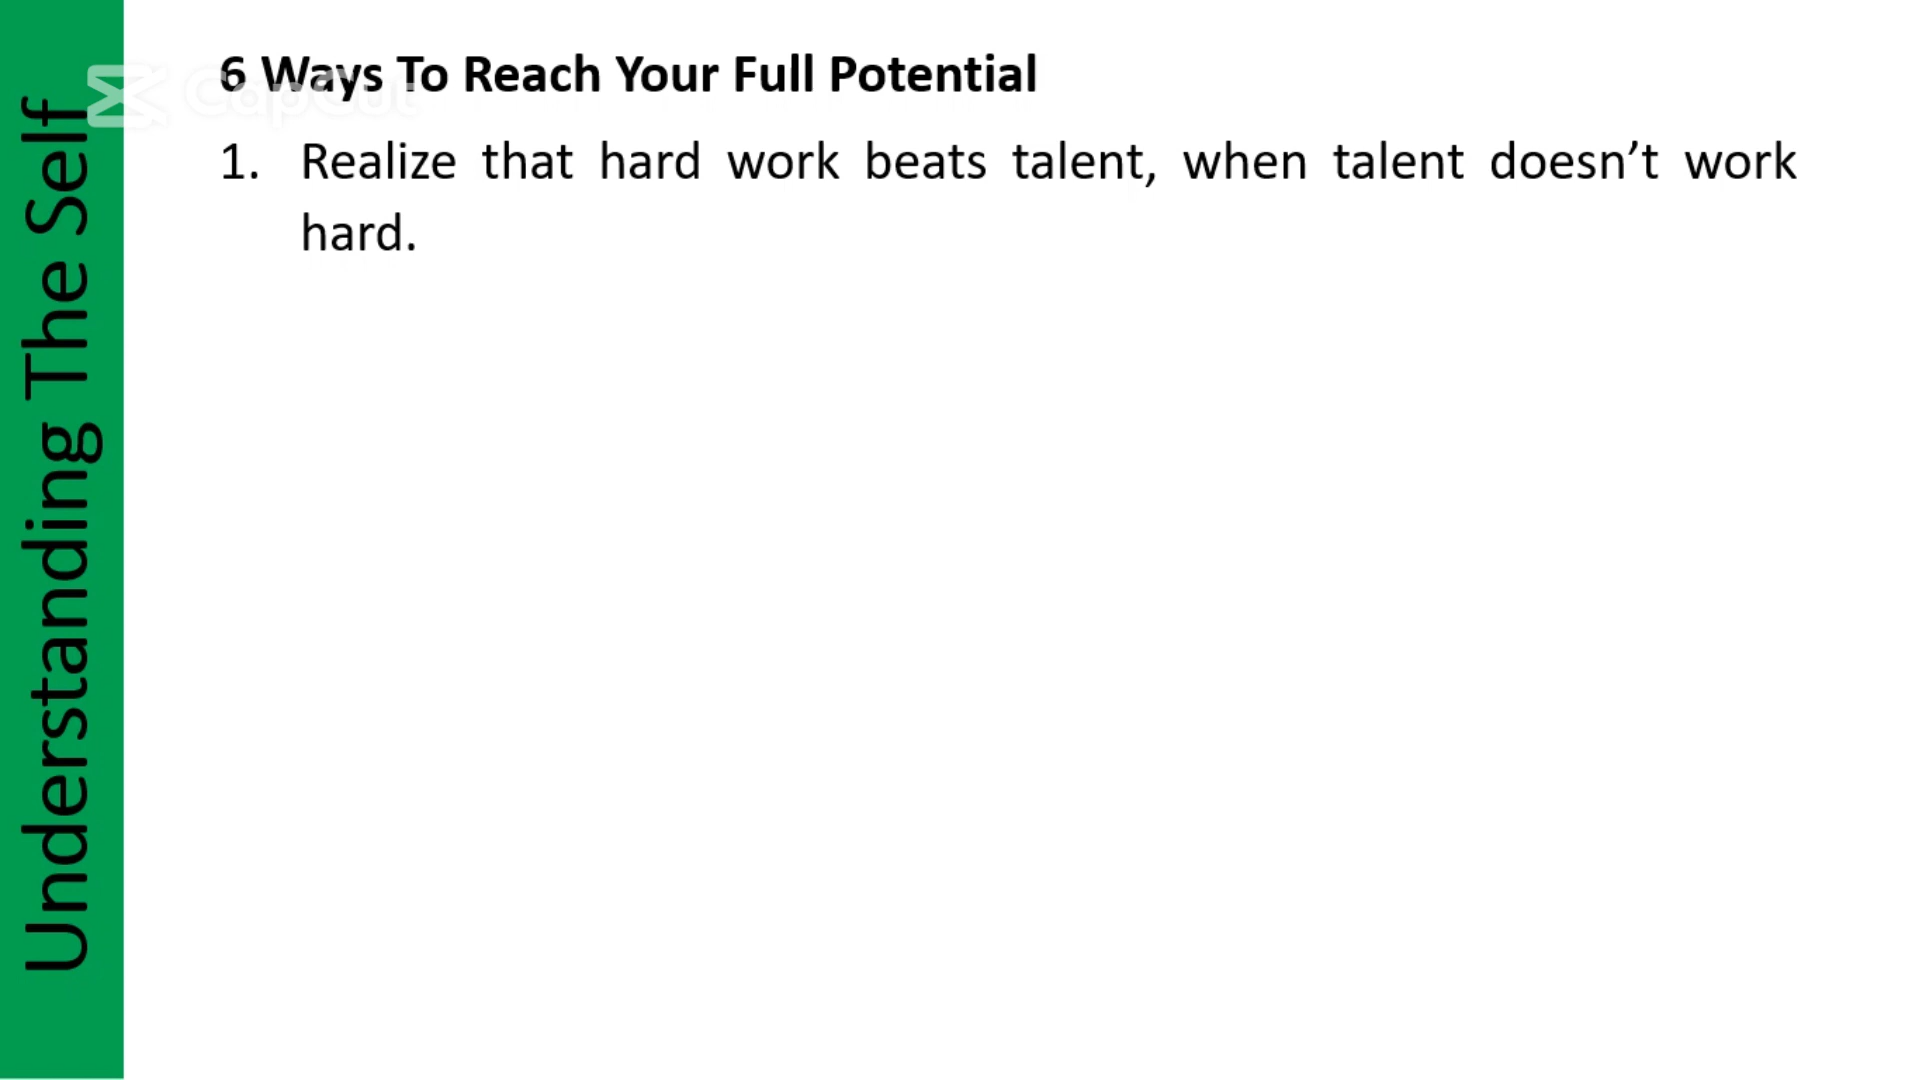 Understanding The Self
CapCut
6 Ways To Reach Your Full Potential
1. Realize that hard work beats talent, when talent doesn’t work
hard.